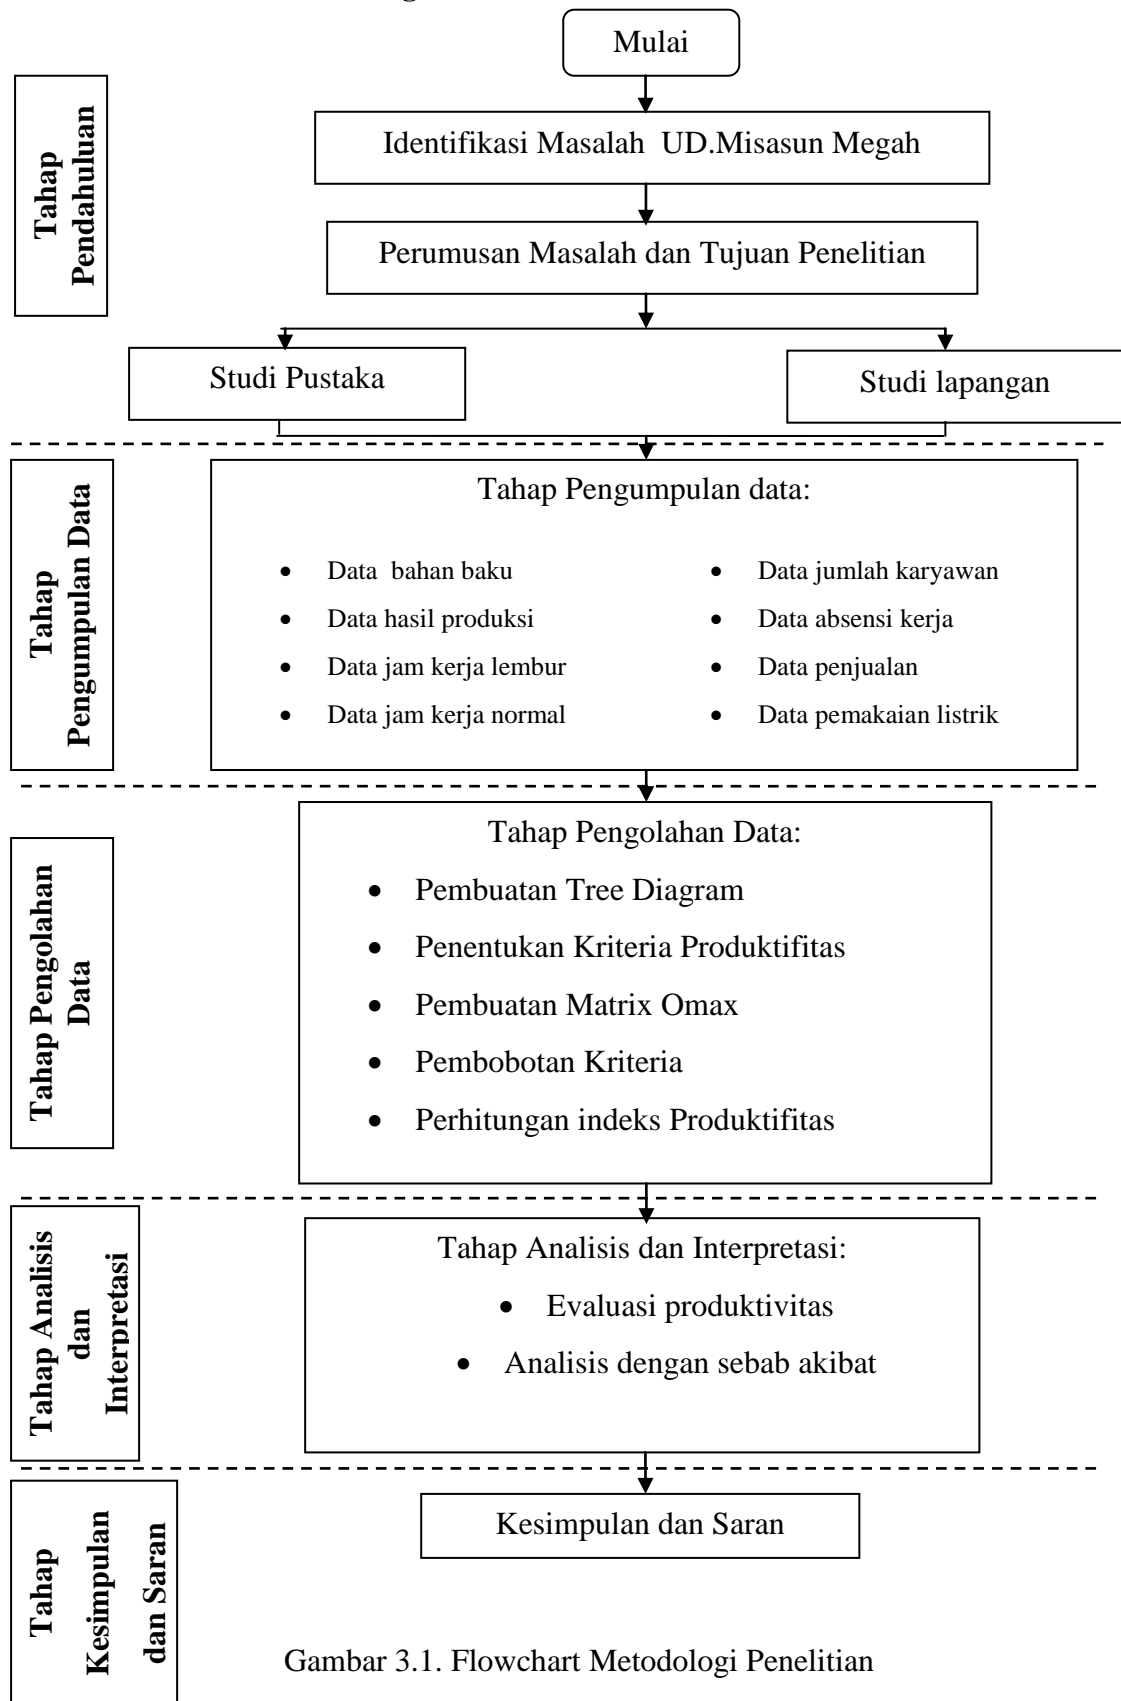 Mulai
Tahap
Pendahuluan
Identifikasi Masalah UD.Misasun Megah
Perumusan Masalah dan Tujuan Penelitian
Studi Pustaka
Studi lapangan
Tahap
Pengumpulan Data
Tahap Pengumpulan data:
• Data bahan baku
• Data hasil produksi
• Data jam kerja lembur
• Data jam kerja normal
• Data jumlah karyawan
• Data absensi kerja
• Data penjualan
• Data pemakaian listrik
Tahap Pengolahan
Data
Tahap Pengolahan Data:
• Pembuatan Tree Diagram
• Penentukan Kriteria Produktifitas
• Pembuatan Matrix Omax
• Pembobotan Kriteria
• Perhitungan indeks Produktifitas
Tahap Analisis
dan
Interpretasi
Tahap Analisis dan Interpretasi:
• Evaluasi produktivitas
• Analisis dengan sebab akibat
Tahap
Kesimpulan
dan Saran
Kesimpulan dan Saran
Gambar 3.1. Flowchart Metodologi Penelitian